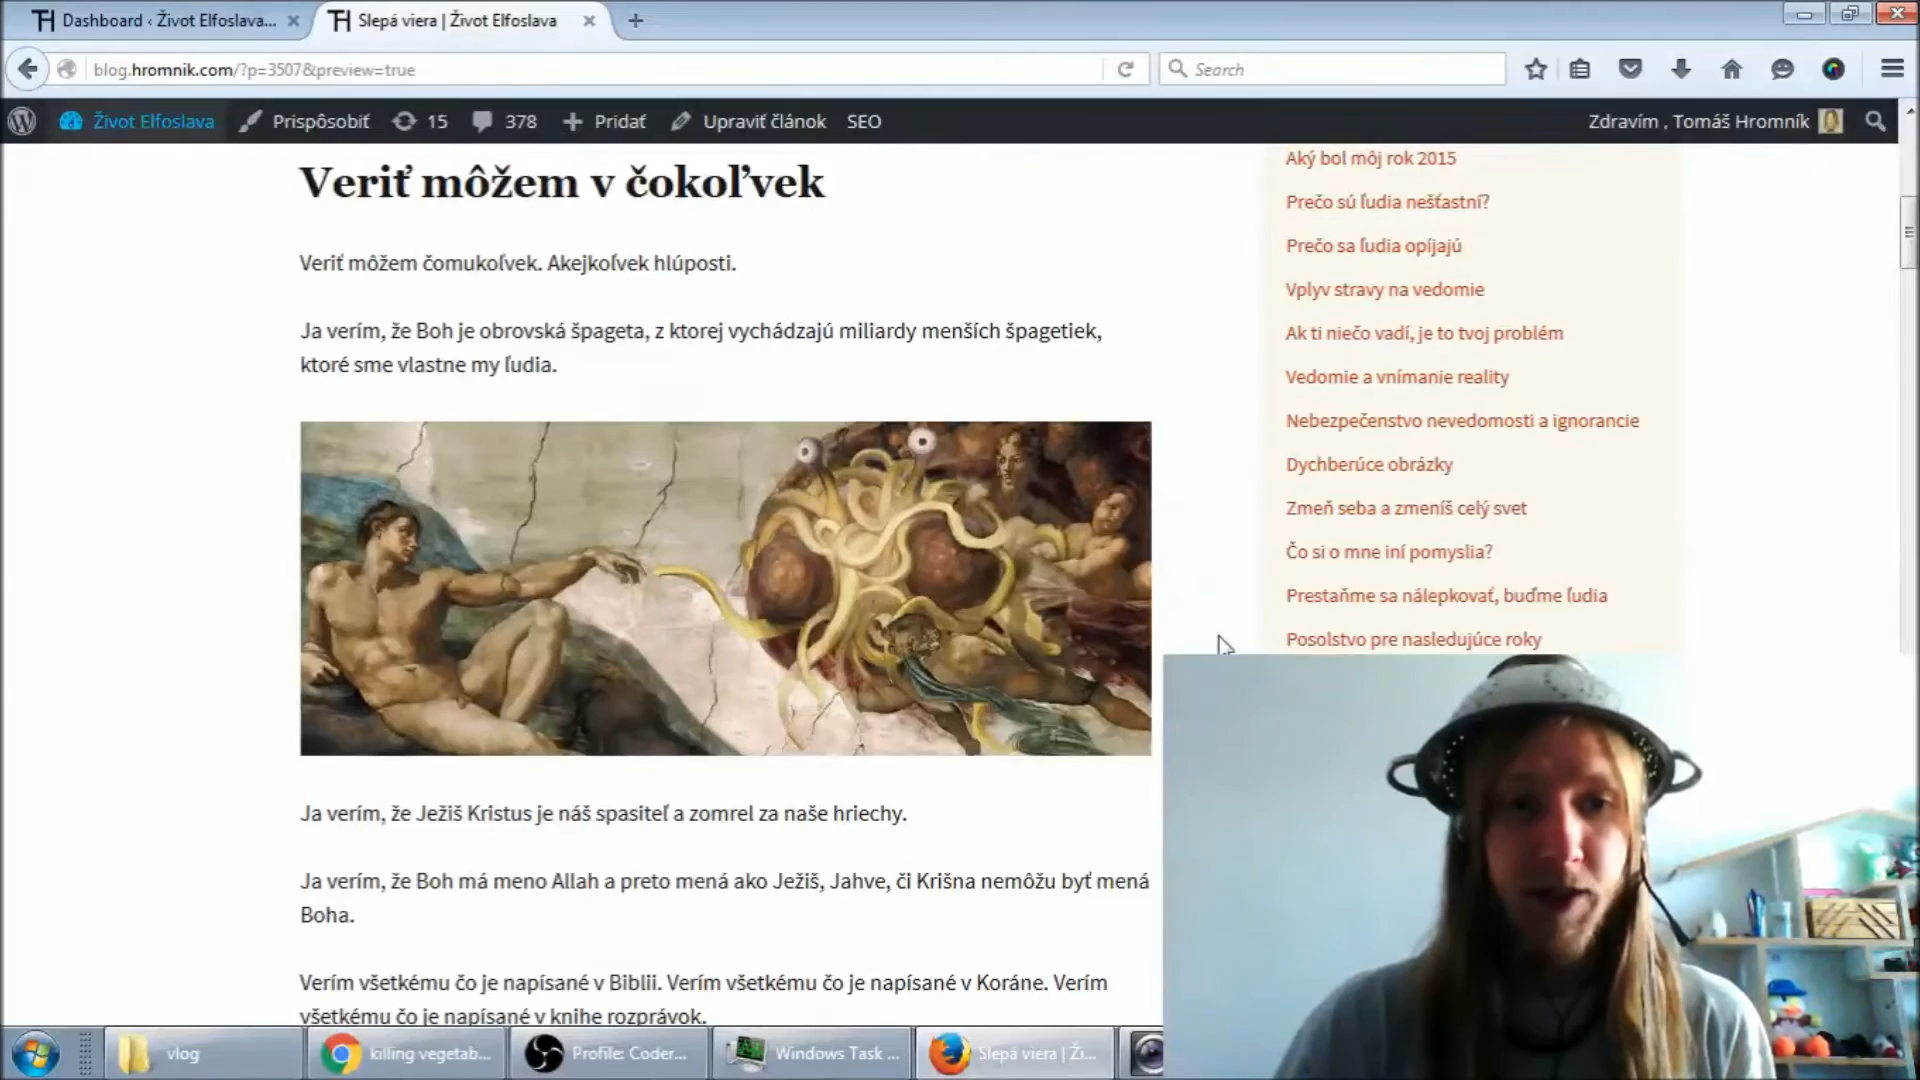 Dashboard ‹ Život Elfoslava...
Slepá viera | Život Elfoslava
blog.hromnik.com/?p=3507&preview=true
Search
Život Elfoslava
Prispôsobiť
15
378
Pridať
Upraviť článok
SEO
Zdravím , Tomáš Hromník
Veriť môžem v čokoľvek
Veriť môžem čomukoľvek. Akejkoľvek hlúposti.
Ja verím, že Boh je obrovská špageta, z ktorej vychádzajú miliardy menších špagetiek,
ktoré sme vlastne my ľudia.
Ja verím, že Ježiš Kristus je náš spasiteľ a zomrel za naše hriechy.
Ja verím, že Boh má meno Allah a preto mená ako Ježiš, Jahve, či Krišna nemôžu byť mená
Boha.
Verím všetkému čo je napísané v Biblii. Verím všetkému čo je napísané v Koráne. Verím
všetkému čo je napísané v knihe rozprávok.
Aký bol môj rok 2015
Prečo sú ľudia nešťastní?
Prečo sa ľudia opíjajú
Vplyv stravy na vedomie
Ak ti niečo vadí, je to tvoj problém
Vedomie a vnímanie reality
Nebezpečenstvo nevedomosti a ignorancie
Dychberúce obrázky
Zmeň seba a zmeníš celý svet
Čo si o mne iní pomyslia?
Prestaňme sa nálepkovať, buďme ľudia
Posolstvo pre nasledujúce roky
vlog
killing vegetab...
Profile: Coder...
Windows Task ...
Slepá viera | Ži...